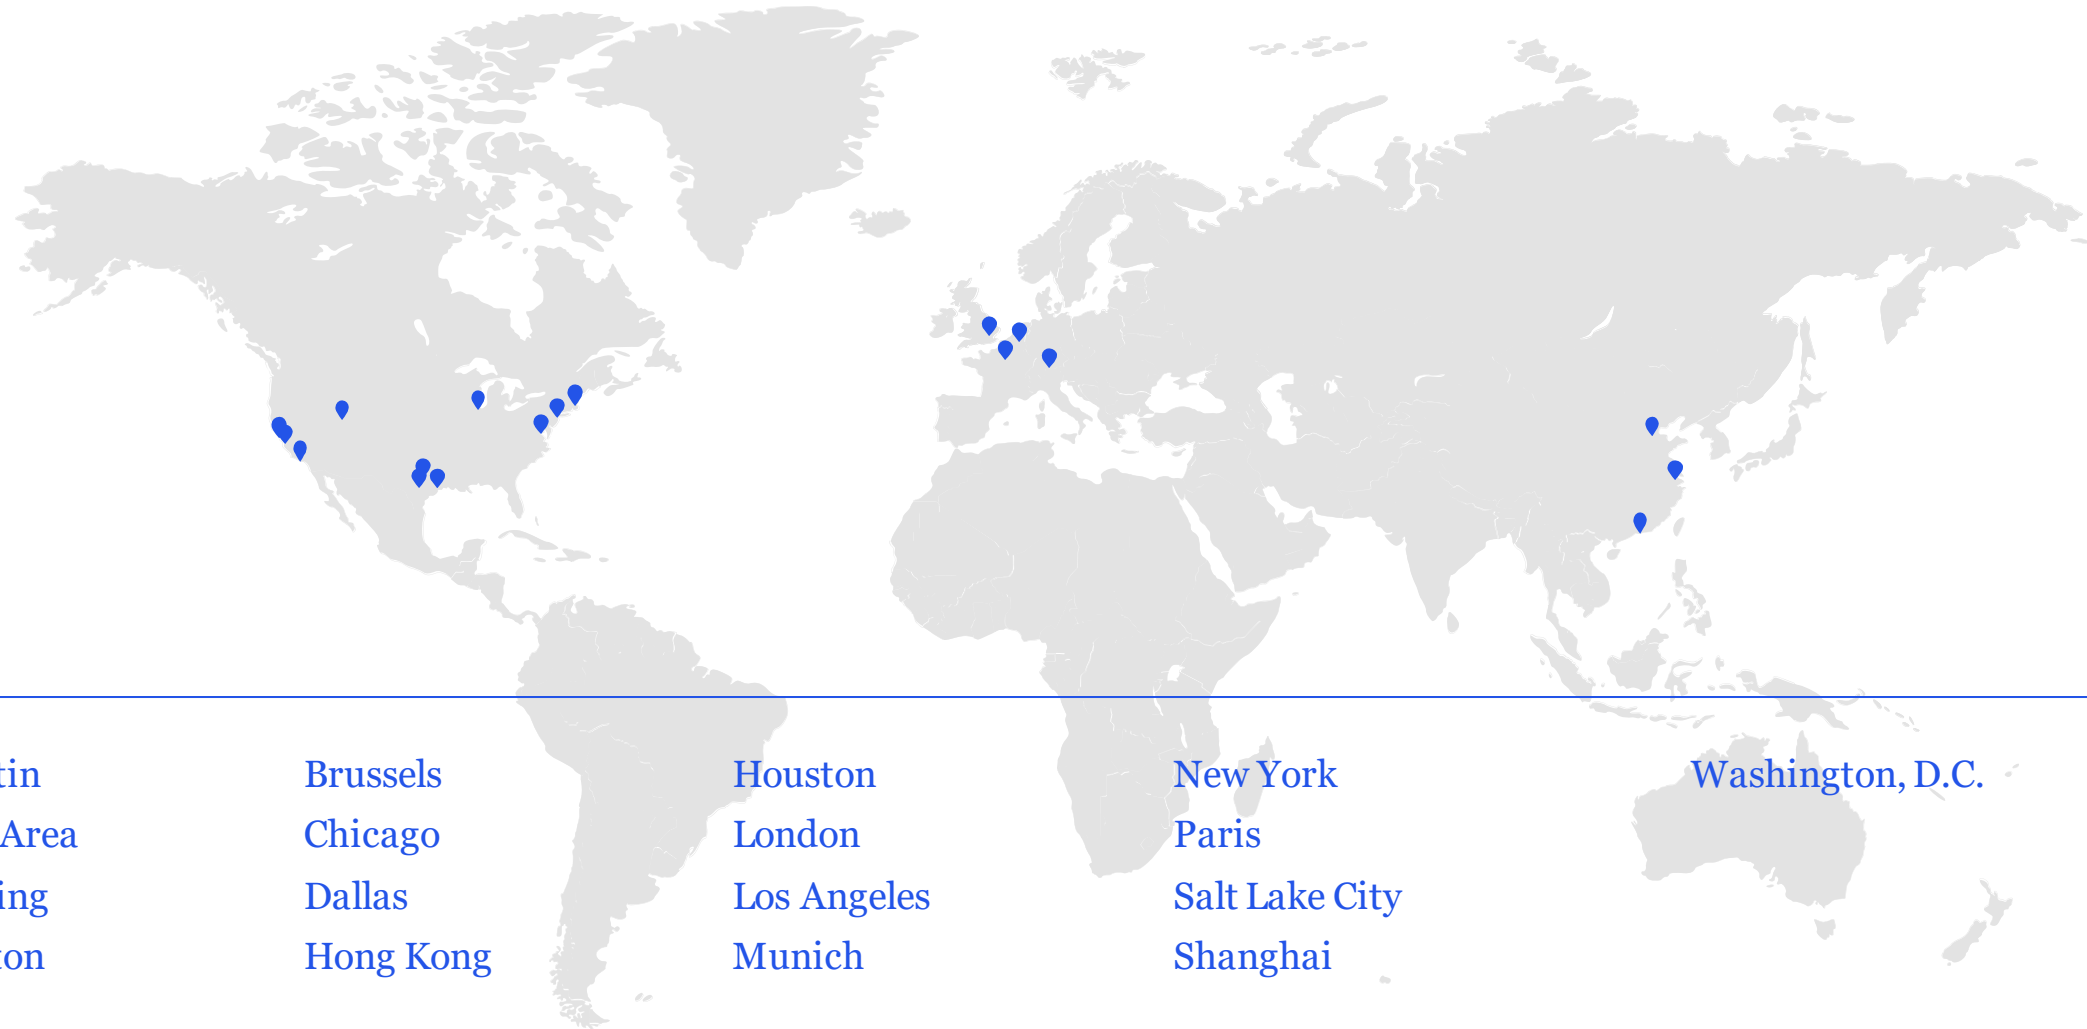 tin
Area
ing
ton
Brussels
Chicago
Dallas
Hong Kong
Houston
London
Los Angeles
Munich
New York
Paris
Salt Lake City
Shanghai
Washington, D.C.